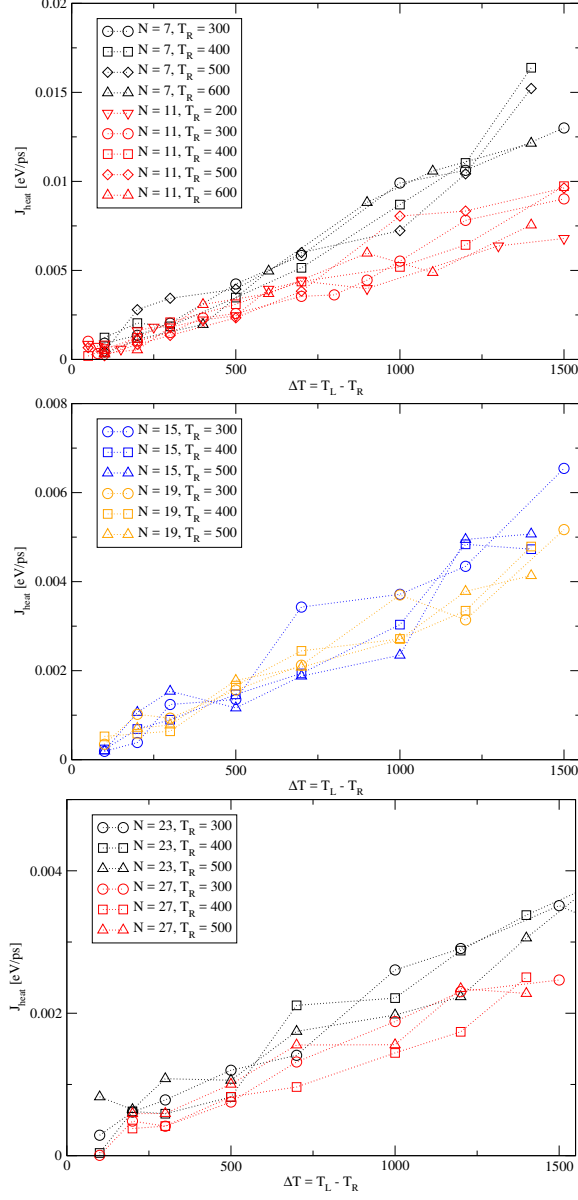 0.02
N = 7, T_R = 300
N = 7, T_R = 400
N = 7, T_R = 500
N = 7, T_R = 600
N = 11, T_R = 200
N = 11, T_R = 300
N = 11, T_R = 400
N = 11, T_R = 500
N = 11, T_R = 600
0.015
0.01
0.005
0
J_heat [eV/ps]
0 500 1000 1500
ΔT = T_L - T_R
0.008
N = 15, T_R = 300
N = 15, T_R = 400
N = 15, T_R = 500
N = 19, T_R = 300
N = 19, T_R = 400
N = 19, T_R = 500
0.006
0.004
0.002
0
J_heat [eV/ps]
0 500 1000 1500
ΔT = T_L - T_R
N = 23, T_R = 300
N = 23, T_R = 400
N = 23, T_R = 500
N = 27, T_R = 300
N = 27, T_R = 400
N = 27, T_R = 500
0.004
0.002
0
J_heat [eV/ps]
0 500 1000 1500
ΔT = T_L - T_R